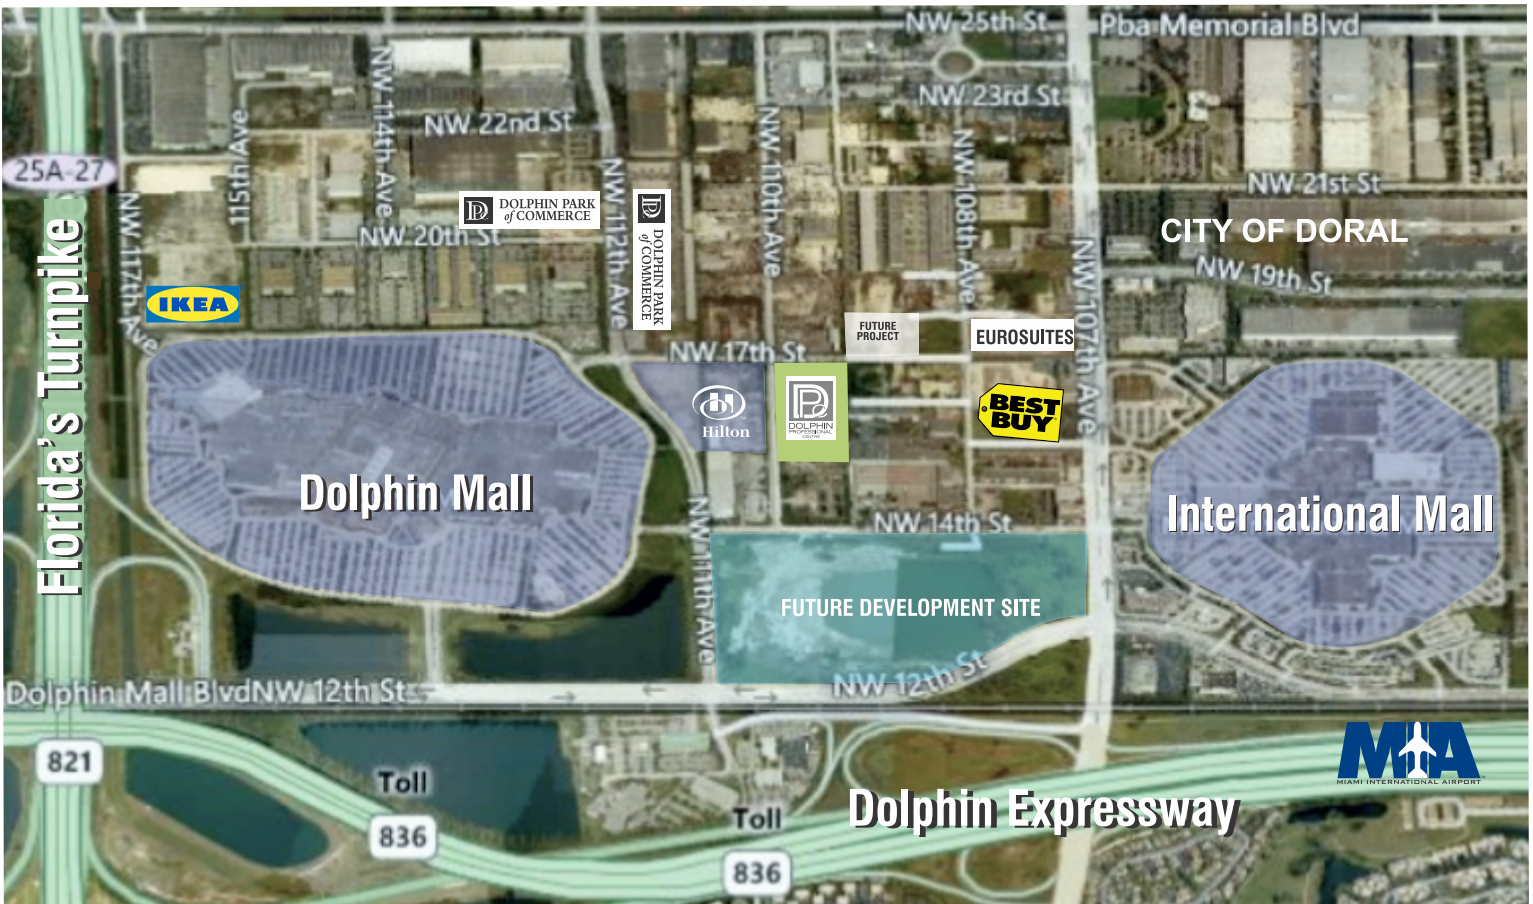 NW 25th St
Pba Memorial Blvd
NW 23rd St
NW 22nd St
115th Ave
NW 114th Ave
NW 112th Ave
NW 110th Ave
NW 108th Ave
25A-27
NW 21st St
NW 117th Ave
DP DOLPHIN PARK
of COMMERCE
DP DOLPHIN PARK
of COMMERCE
CITY OF DORAL
NW 20th St
NW 19th St
NW 107th Ave
Florida's Turnpike
IKEA
FUTURE
PROJECT
EUROSUITES
NW 17th St
Hilton
DOLPHIN
PROFESSIONAL
CENTRE
BEST
BUY
Dolphin Mall
International Mall
NW 14th St
NW 111th Ave
FUTURE DEVELOPMENT SITE
NW 12th St
Dolphin Mall Blvd
NW 12th St
821
Toll
836
Toll
836
Dolphin Expressway
MIA
MIAMI INTERNATIONAL AIRPORT